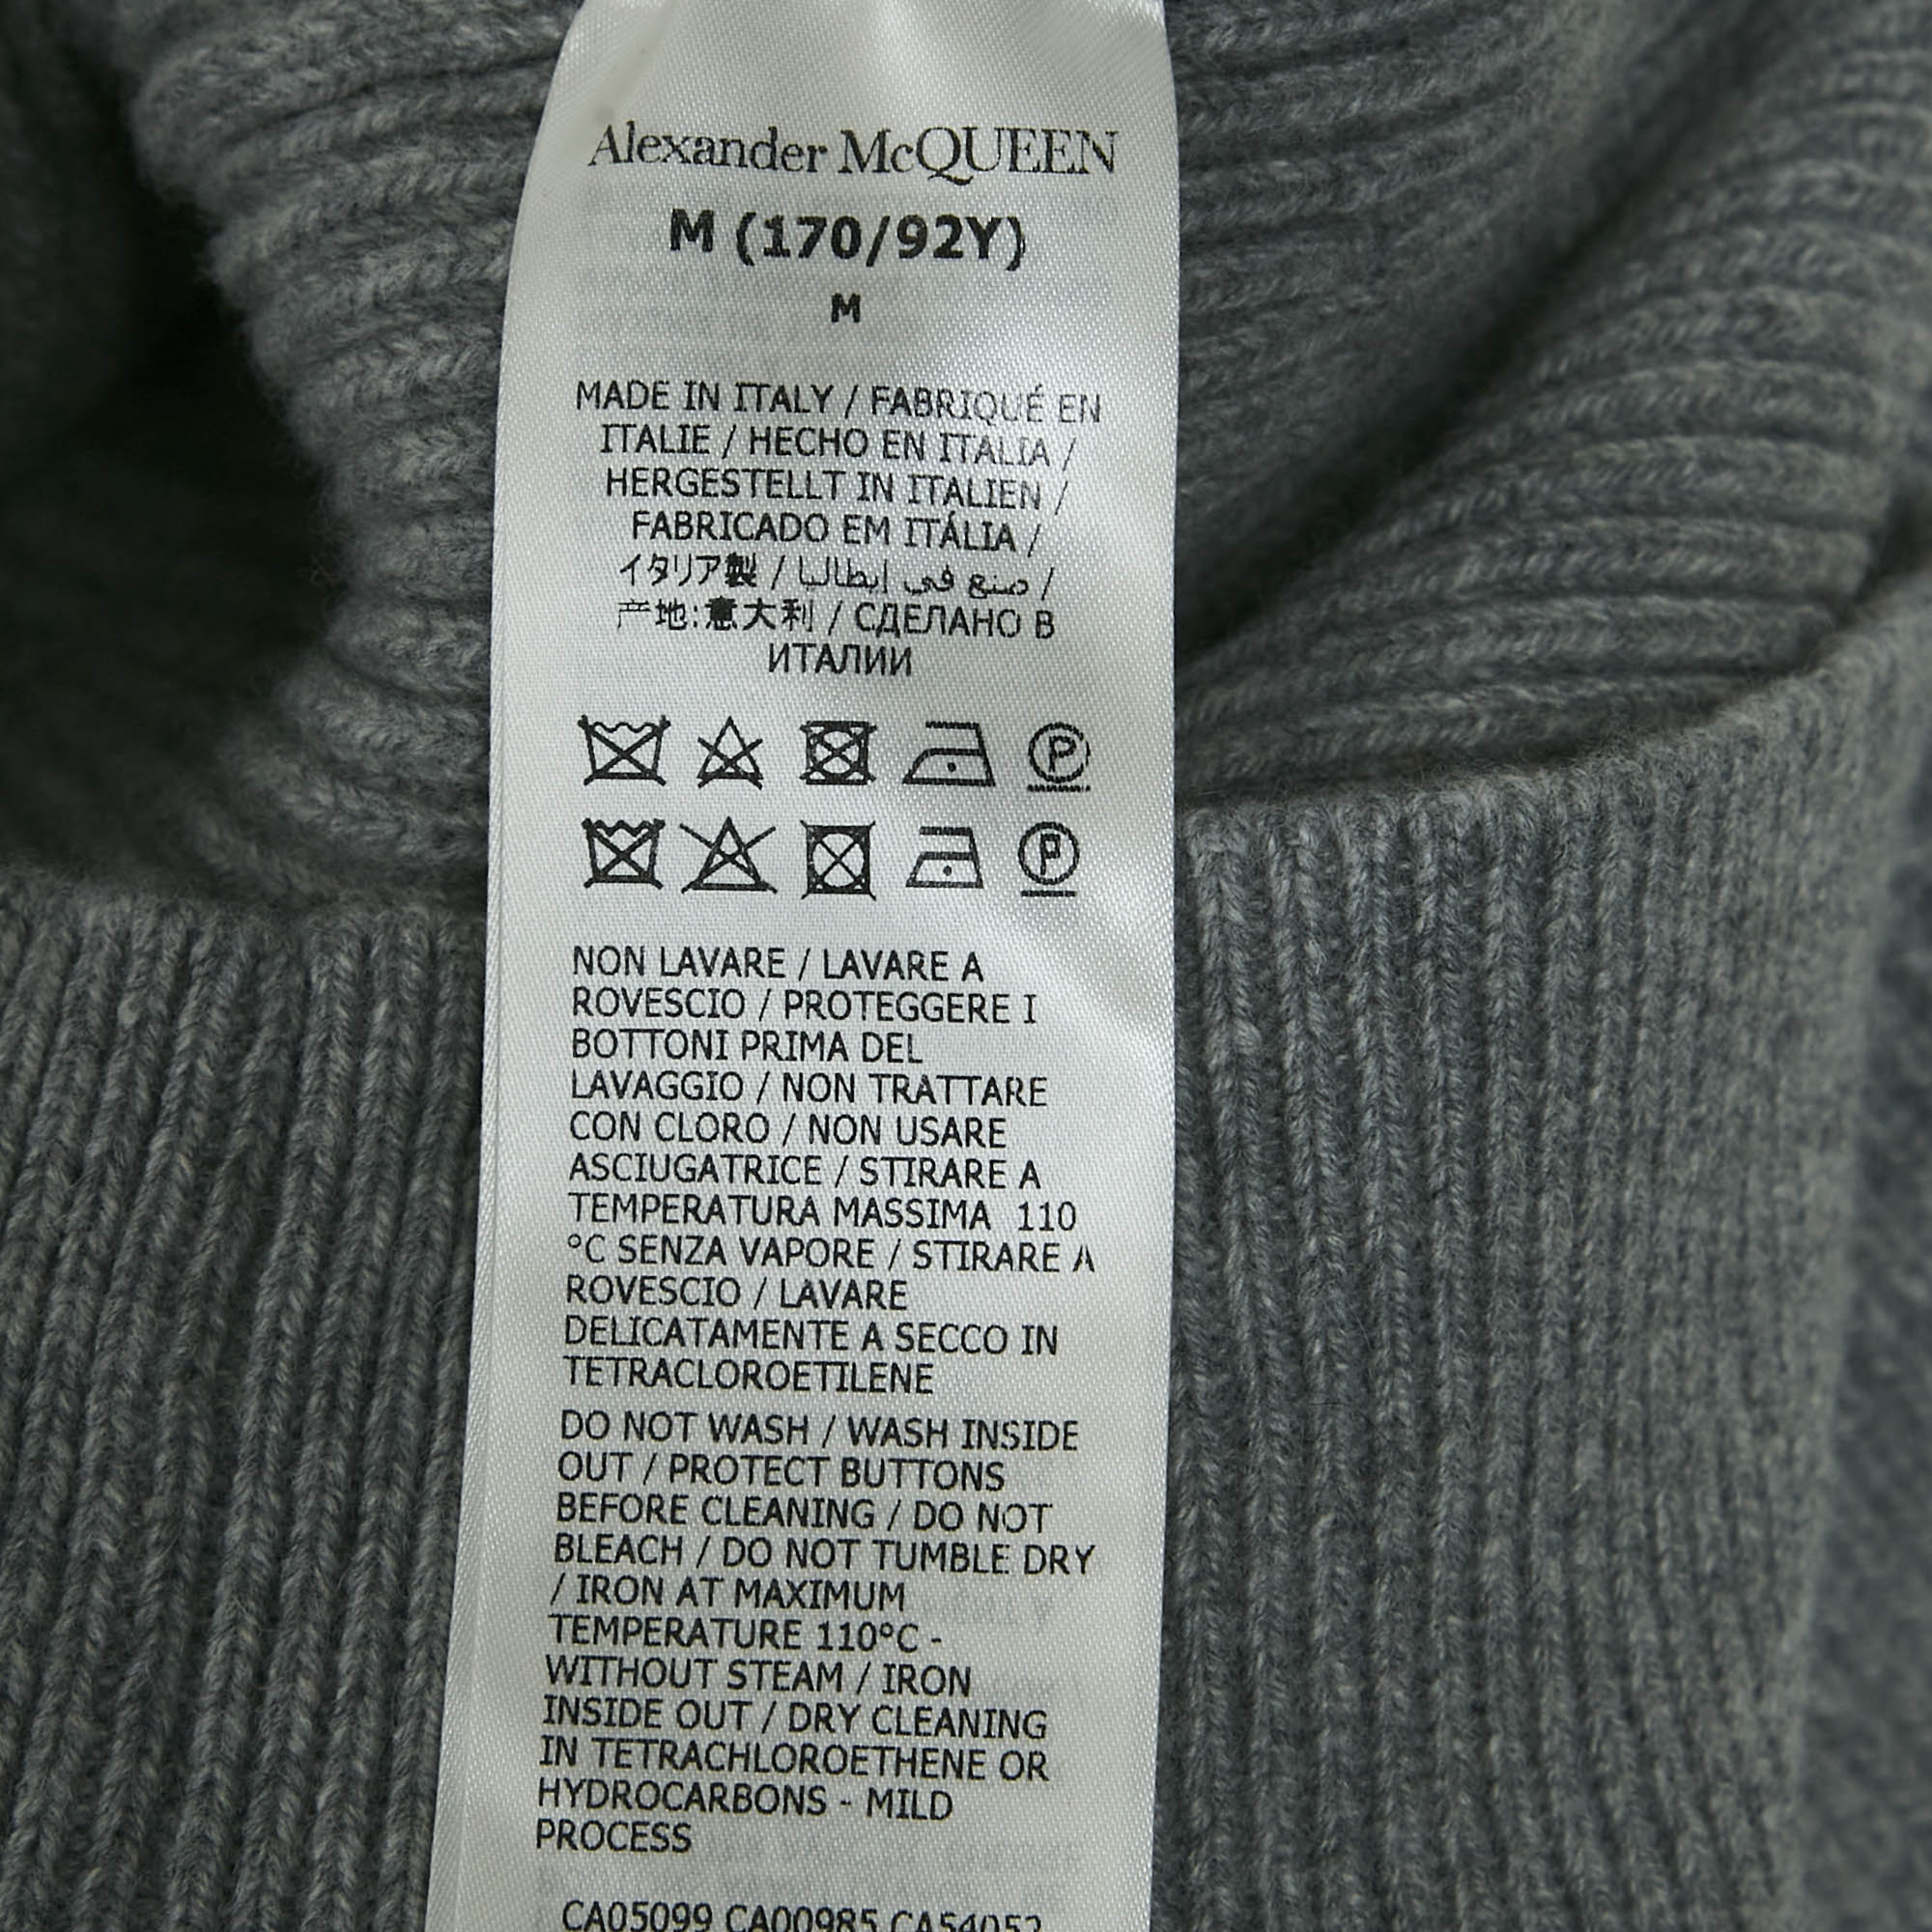 Alexander McQUEEN
M (170/92Y)
M
MADE IN ITALY / FABRIQUÉ EN
ITALIE / HECHO EN ITALIA /
HERGESTELLT IN ITALIEN /
FABRICADO EM ITÁLIA /
イタリア製 / صنع في إيطاليا /
产地:意大利 / СДЕЛАНО В
ИТАЛИИ
P
P
NON LAVARE / LAVARE A
ROVESCIO / PROTEGGERE I
BOTTONI PRIMA DEL
LAVAGGIO / NON TRATTARE
CON CLORO / NON USARE
ASCIUGATRICE / STIRARE A
TEMPERATURA MASSIMA 110
°C SENZA VAPORE / STIRARE A
ROVESCIO / LAVARE
DELICATAMENTE A SECCO IN
TETRACLOROETILENE
DO NOT WASH / WASH INSIDE
OUT / PROTECT BUTTONS
BEFORE CLEANING / DO NOT
BLEACH / DO NOT TUMBLE DRY
/ IRON AT MAXIMUM
TEMPERATURE 110°C -
WITHOUT STEAM / IRON
INSIDE OUT / DRY CLEANING
IN TETRACHLOROETHENE OR
HYDROCARBONS - MILD
PROCESS
CA05099 CA00985 CA54052